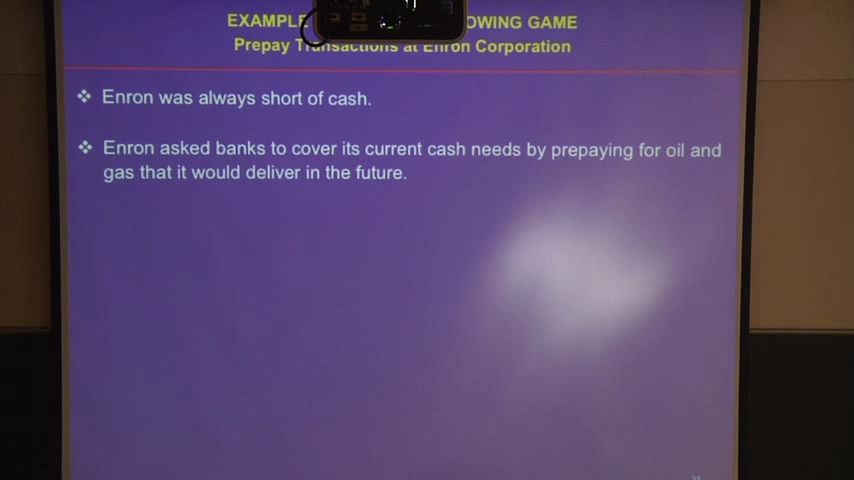 EXAMPLE OWING GAME
Prepay Transactions at Enron Corporation
❖ Enron was always short of cash.
❖ Enron asked banks to cover its current cash needs by prepaying for oil and
gas that it would deliver in the future.